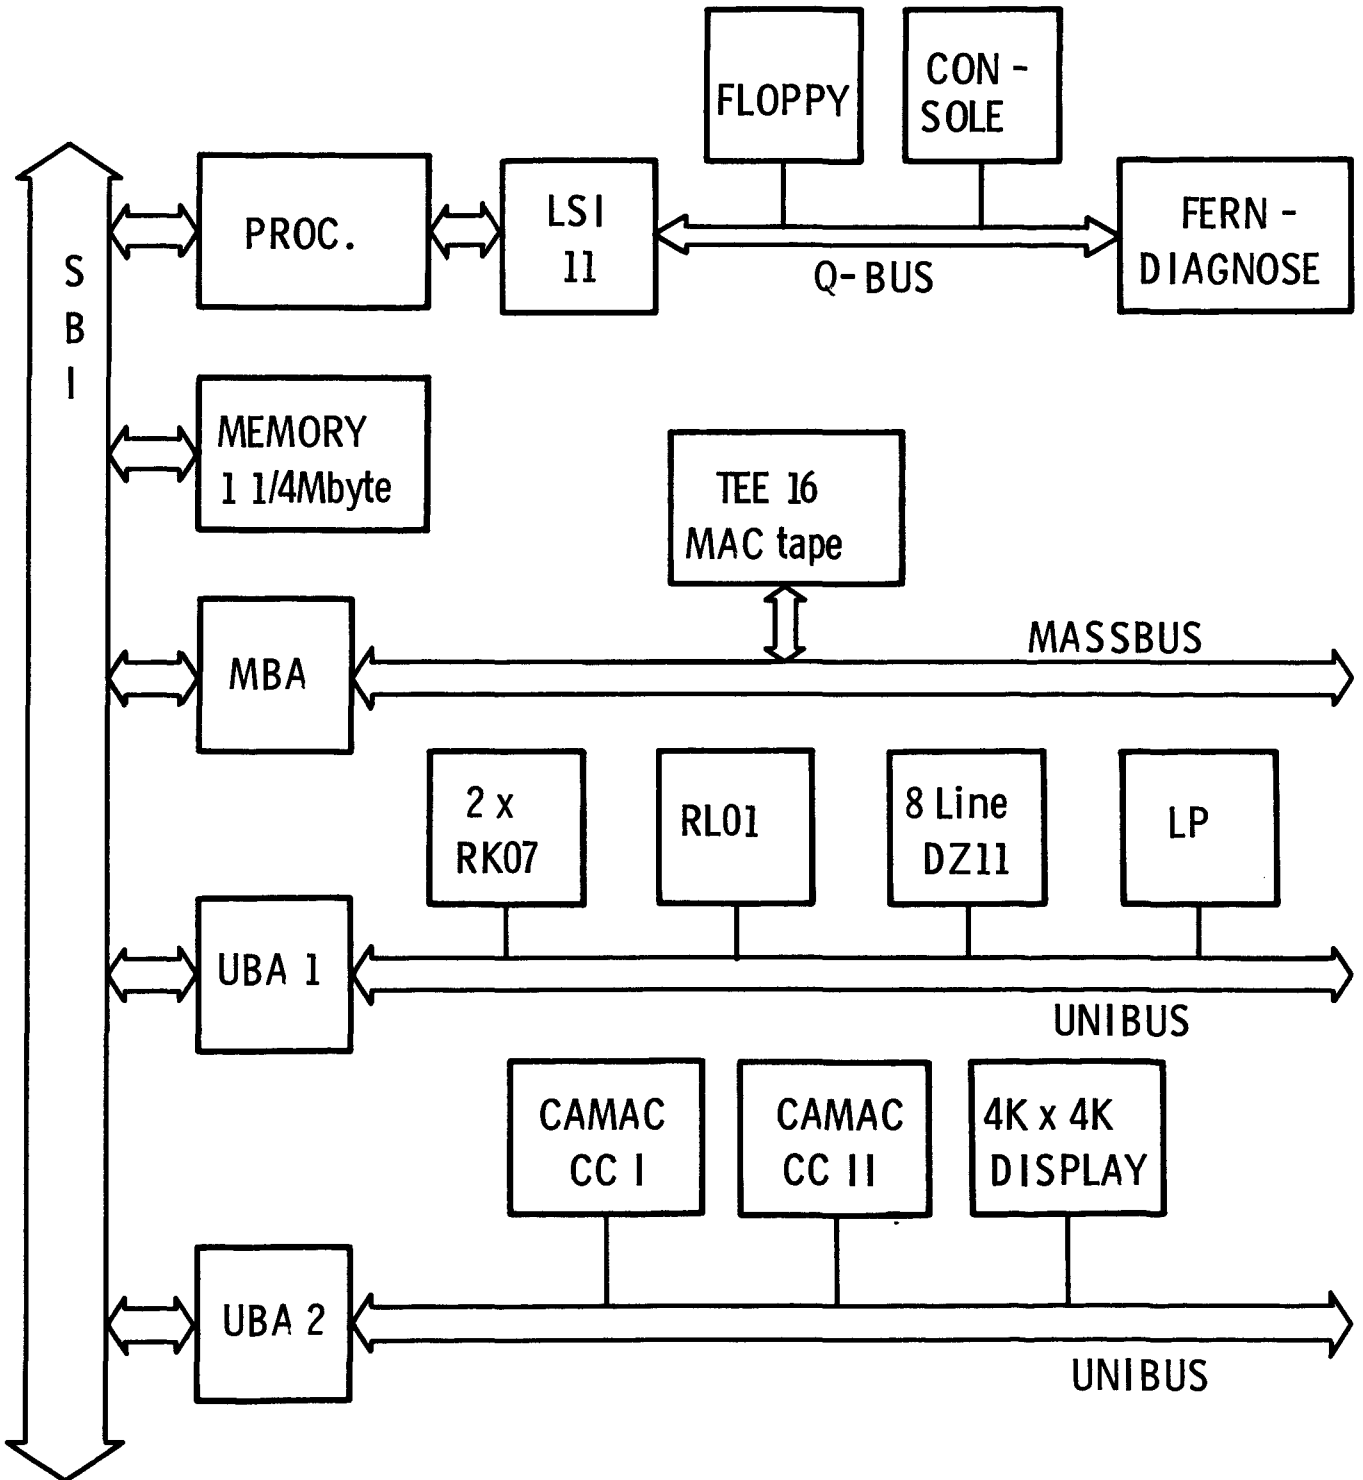 FLOPPY
CON-
SOLE
S
B
I
PROC.
LSI
11
Q-BUS
FERN-
DIAGNOSE
MEMORY
1 1/4Mbyte
TEE 16
MAC tape
MBA
MASSBUS
2 x
RK07
RL01
8 Line
DZ11
LP
UBA 1
UNIBUS
CAMAC
CC I
CAMAC
CC II
4K x 4K
DISPLAY
UBA 2
UNIBUS